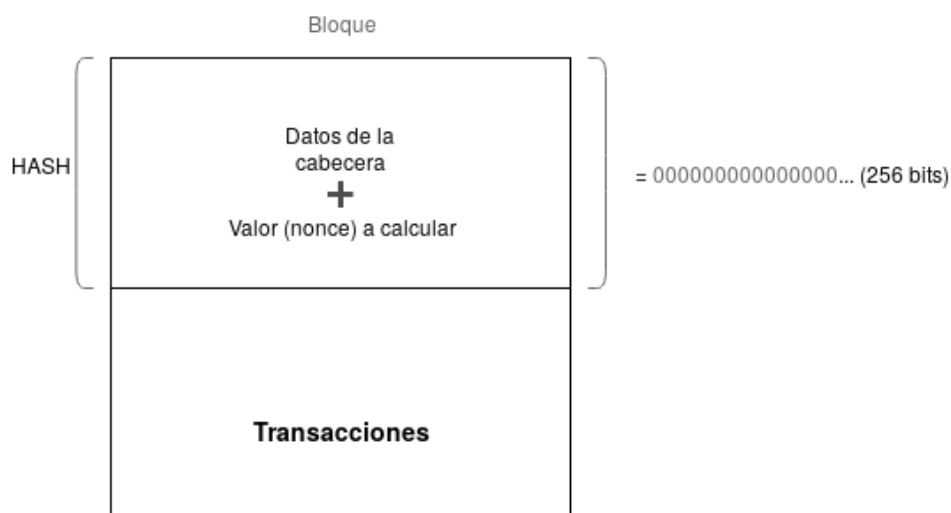 Bloque
Datos de la
cabecera
+
HASH
= 000000000000000... (256 bits)
Valor (nonce) a calcular
Transacciones